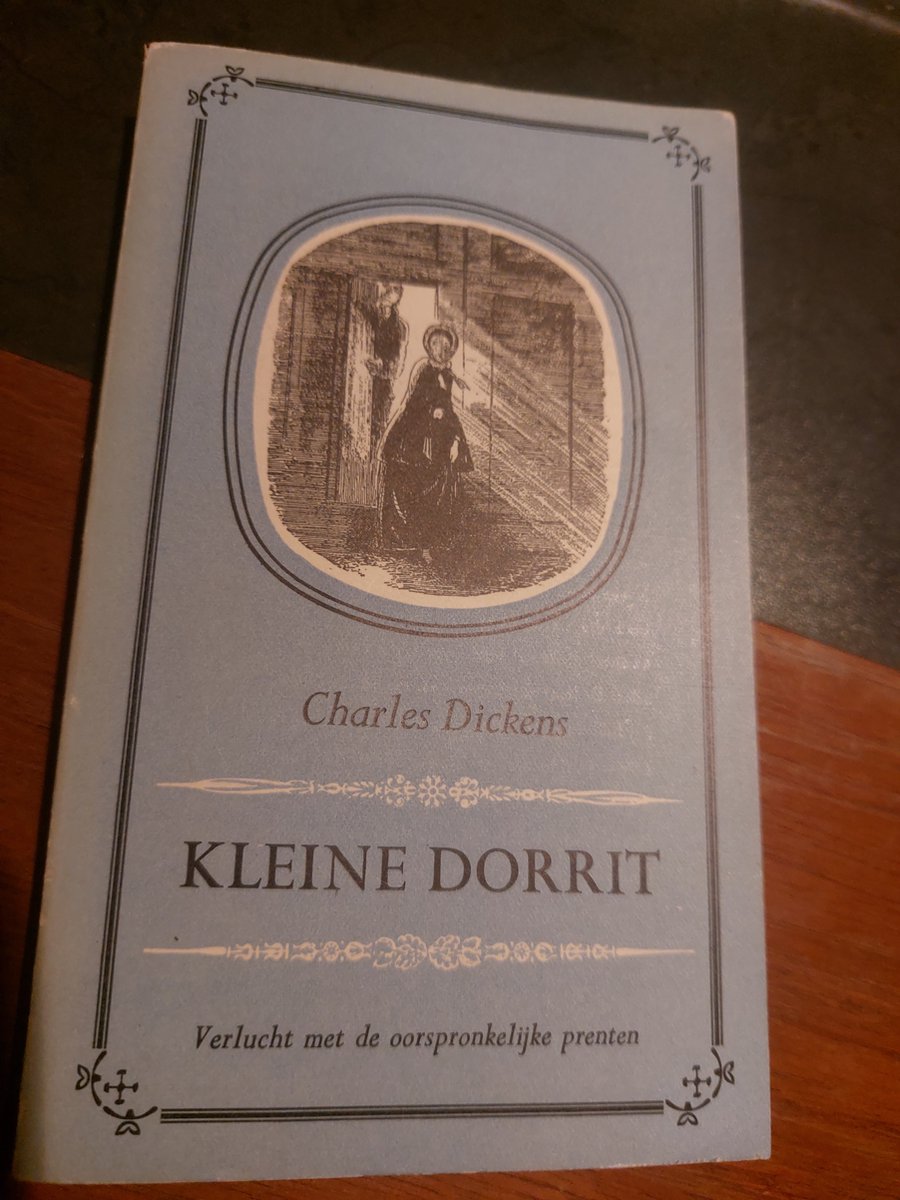 Charles Dickens
KLEINE DORRIT
Verlucht met de oorspronkelijke prenten